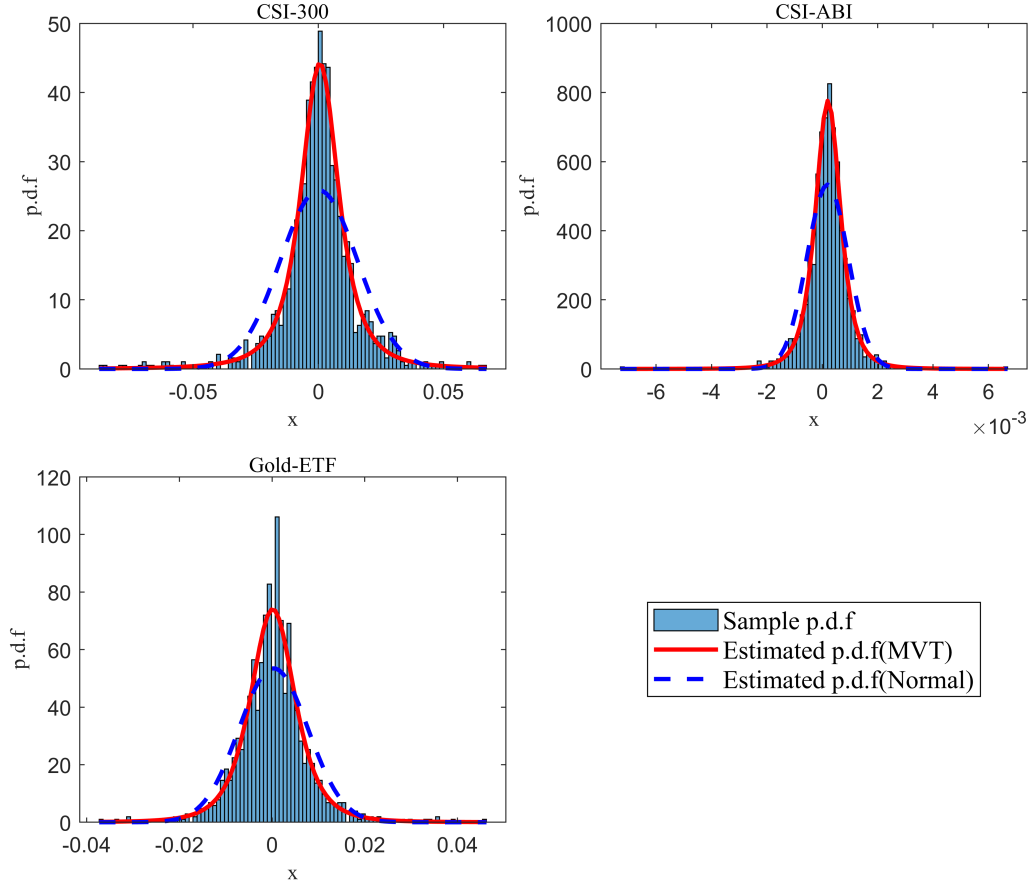 CSI-300
50
40
30
20
10
0
p.d.f
-0.05
0
0.05
x
CSI-ABI
1000
800
600
400
200
0
p.d.f
-6
-4
-2
0
2
4
6
x
×10-3
Gold-ETF
120
100
80
60
40
20
0
p.d.f
-0.04
-0.02
0
0.02
0.04
x
Sample p.d.f
Estimated p.d.f(MVT)
Estimated p.d.f(Normal)